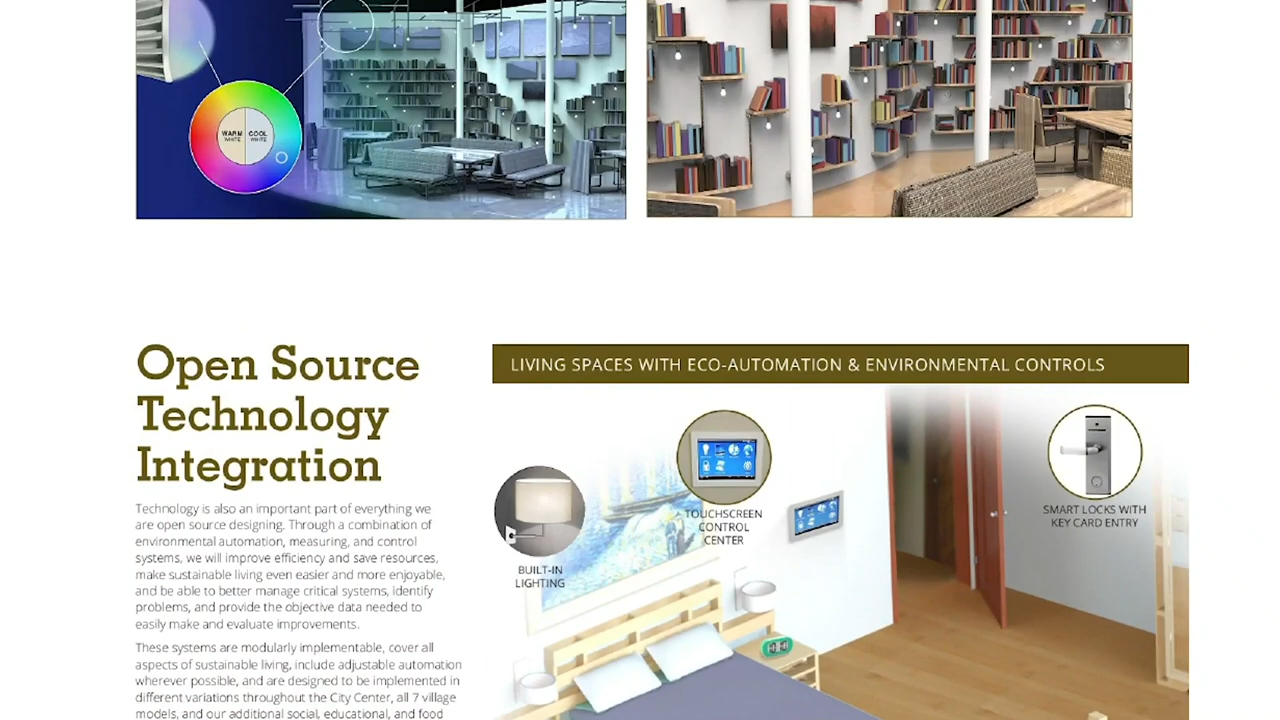 WARM
WHITE
COOL
WHITE
Open Source
Technology
Integration
Technology is also an important part of everything we
are open source designing. Through a combination of
environmental automation, measuring, and control
systems, we will improve efficiency and save resources,
make sustainable living even easier and more enjoyable,
and be able to better manage critical systems, identify
problems, and provide the objective data needed to
easily make and evaluate improvements.
These systems are modularly implementable, cover all
aspects of sustainable living, include adjustable automation
wherever possible, and are designed to be implemented in
different variations throughout the City Center, all 7 village
models, and our additional social, educational, and food
LIVING SPACES WITH ECO-AUTOMATION & ENVIRONMENTAL CONTROLS
BUILT-IN
LIGHTING
TOUCHSCREEN
CONTROL
CENTER
SMART LOCKS WITH
KEY CARD ENTRY